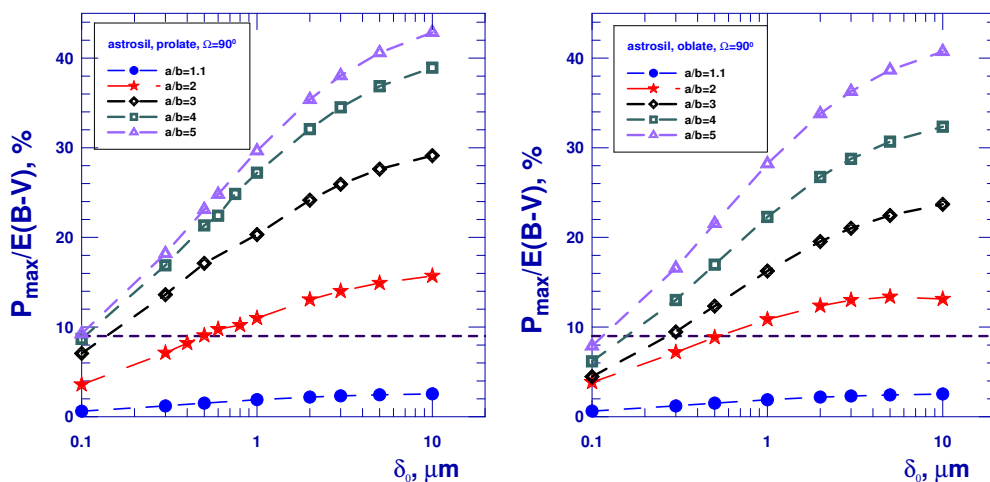 P_max/E(B-V), %
40
30
20
10
0
astrosil, prolate, Ω=90⁰
a/b=1.1
a/b=2
a/b=3
a/b=4
a/b=5
0.1 1 10
δ₀, μm
P_max/E(B-V), %
40
30
20
10
0
astrosil, oblate, Ω=90⁰
a/b=1.1
a/b=2
a/b=3
a/b=4
a/b=5
0.1 1 10
δ₀, μm